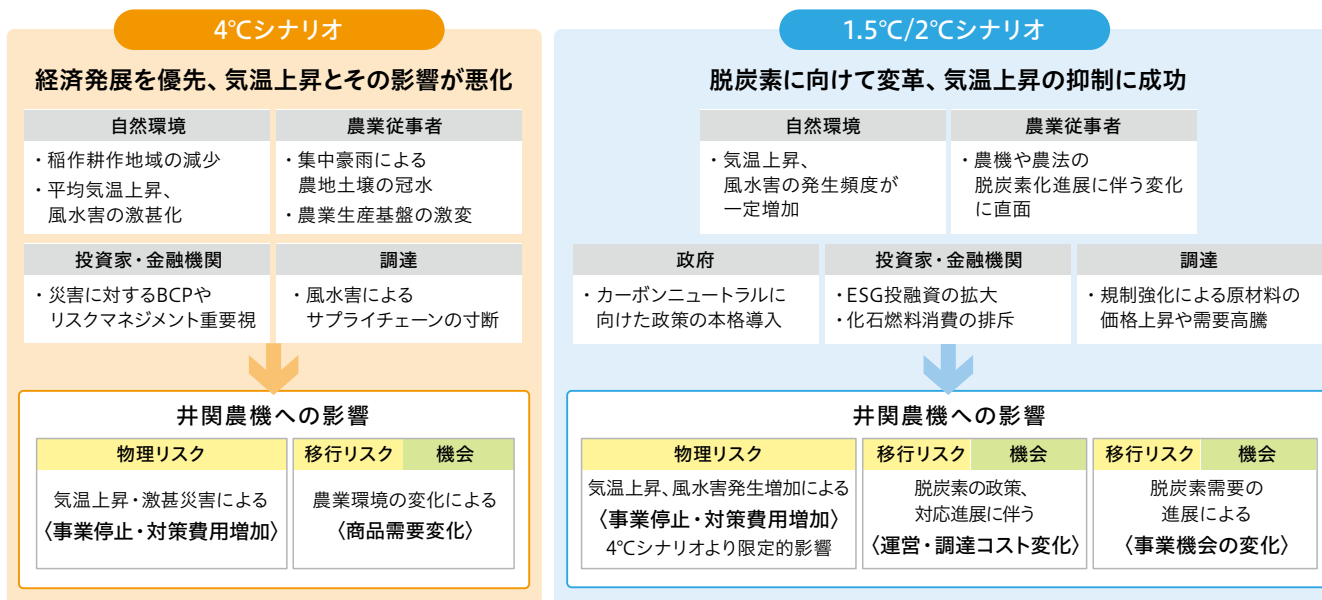 4℃シナリオ
経済発展を優先、気温上昇とその影響が悪化
自然環境
・稲作耕作地域の減少
・平均気温上昇、
風水害の激甚化
農業従事者
・集中豪雨による
農地土壌の冠水
・農業生産基盤の激変
投資家・金融機関
・災害に対するBCPや
リスクマネジメント重要視
調達
・風水害による
サプライチェーンの寸断
井関農機への影響
物理リスク
気温上昇・激甚災害による
〈事業停止・対策費用増加〉
移行リスク 機会
農業環境の変化による
〈商品需要変化〉
1.5℃/2℃シナリオ
脱炭素に向けて変革、気温上昇の抑制に成功
自然環境
・気温上昇、
風水害の発生頻度が
一定増加
農業従事者
・農機や農法の
脱炭素化進展に伴う変化
に直面
政府
・カーボンニュートラルに
向けた政策の本格導入
投資家・金融機関
・ESG投融資の拡大
・化石燃料消費の排斥
調達
・規制強化による原材料の
価格上昇や需要高騰
井関農機への影響
物理リスク
気温上昇、風水害発生増加による
〈事業停止・対策費用増加〉
4℃シナリオより限定的影響
移行リスク 機会
脱炭素の政策、
対応進展に伴う
〈運営・調達コスト変化〉
移行リスク 機会
脱炭素需要の
進展による
〈事業機会の変化〉